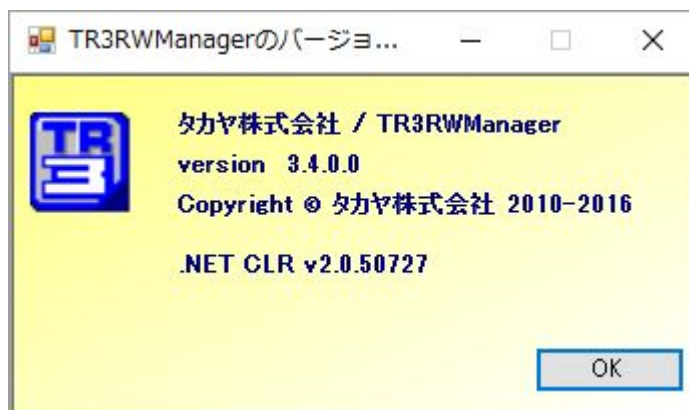 TR3RWManagerのバージョ...
TR
3
タカヤ株式会社 / TR3RWManager
version 3.4.0.0
Copyright © タカヤ株式会社 2010-2016
.NET CLR v2.0.50727
OK